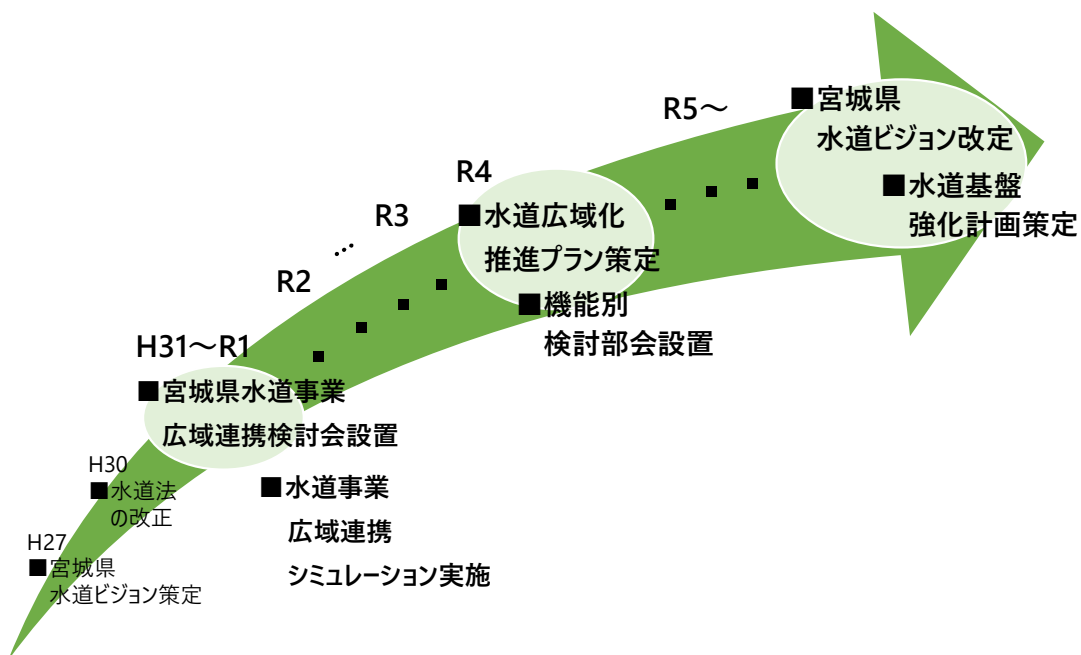 H27
■宮城県
水道ビジョン策定
H30
■水道法
の改正
H31～R1
■宮城県水道事業
広域連携検討会設置
■水道事業
広域連携
シミュレーション実施
R2
…
R3
R4
■水道広域化
推進プラン策定
■機能別
検討部会設置
R5～
■宮城県
水道ビジョン改定
■水道基盤
強化計画策定